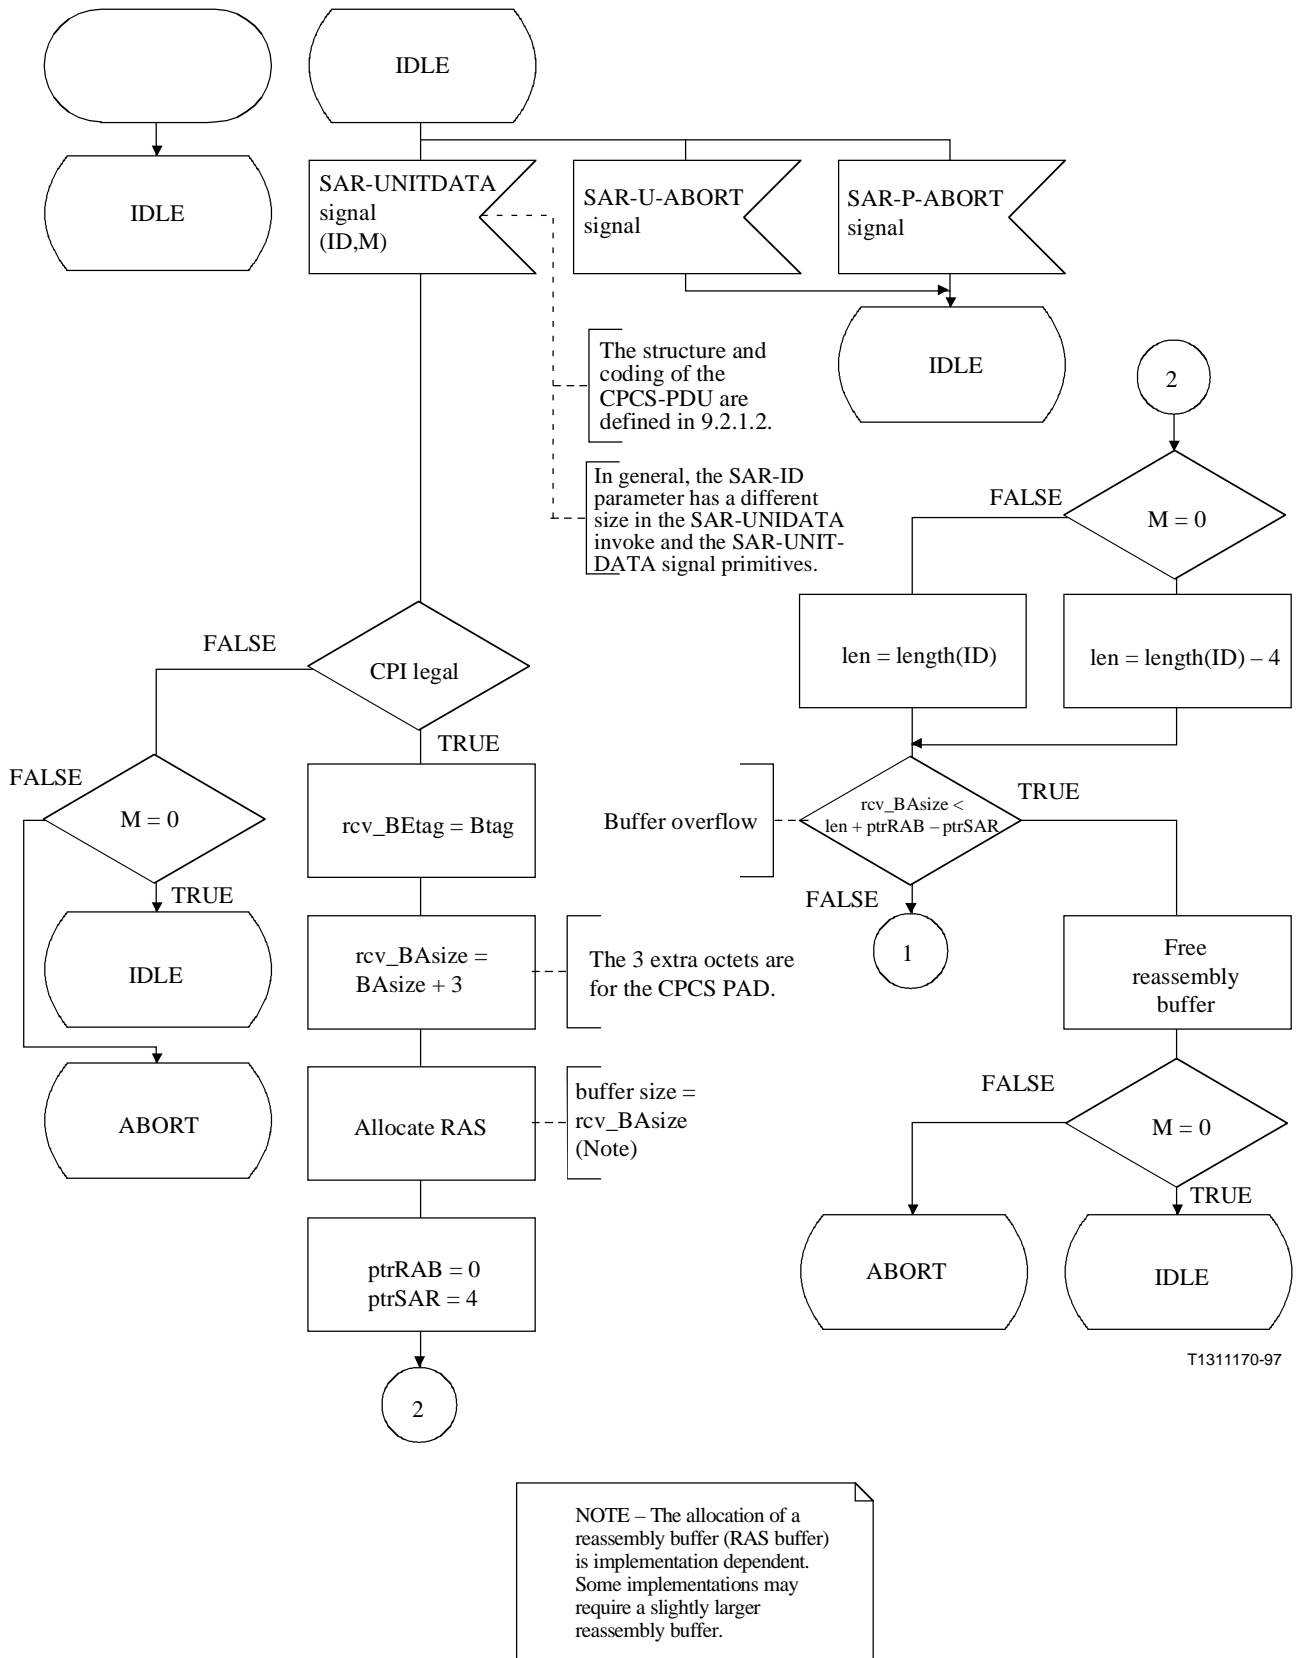 IDLE
IDLE
SAR-UNITDATA
signal
(ID,M)
SAR-U-ABORT
signal
SAR-P-ABORT
signal
IDLE
The structure and
coding of the
CPCS-PDU are
defined in 9.2.1.2.
In general, the SAR-ID
parameter has a different
size in the SAR-UNIDATA
invoke and the SAR-UNIT-
DATA signal primitives.
CPI legal
FALSE
TRUE
FALSE
M = 0
TRUE
IDLE
ABORT
rcv_BEtag = Btag
rcv_BAsize =
BAsize + 3
The 3 extra octets are
for the CPCS PAD.
Allocate RAS
buffer size =
rcv_BAsize
(Note)
ptrRAB = 0
ptrSAR = 4
2
2
FALSE
M = 0
len = length(ID)
len = length(ID) – 4
Buffer overflow
rcv_BAsize <
len + ptrRAB – ptrSAR
TRUE
FALSE
1
Free
reassembly
buffer
FALSE
M = 0
TRUE
ABORT
IDLE
T1311170-97
NOTE – The allocation of a
reassembly buffer (RAS buffer)
is implementation dependent.
Some implementations may
require a slightly larger
reassembly buffer.